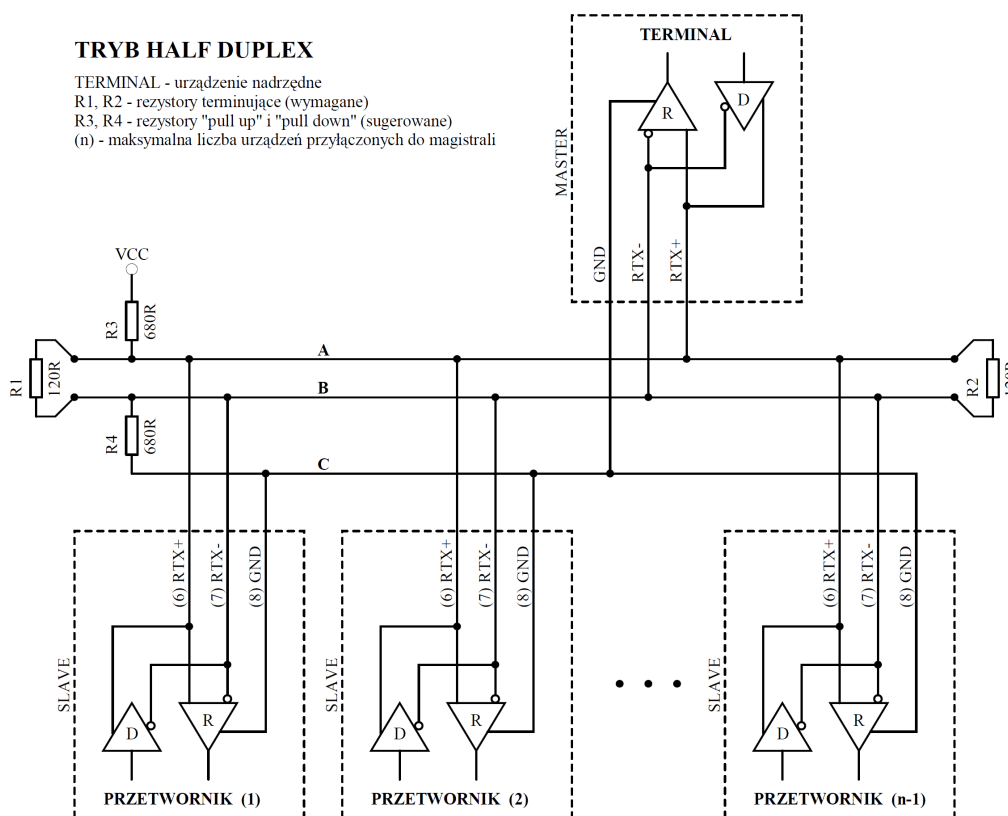 TRYB HALF DUPLEX
TERMINAL - urządzenie nadrzędne
R1, R2 - rezystory terminujące (wymagane)
R3, R4 - rezystory "pull up" i "pull down" (sugerowane)
(n) - maksymalna liczba urządzeń przyłączonych do magistrali
TERMINAL
R
D
MASTER
GND
RTX-
RTX+
VCC
R3
680R
R1
120R
A
B
R2
120R
R4
680R
C
(6) RTX+
(7) RTX-
(8) GND
SLAVE
D
R
PRZETWORNIK (1)
(6) RTX+
(7) RTX-
(8) GND
SLAVE
D
R
PRZETWORNIK (2)
(6) RTX+
(7) RTX-
(8) GND
SLAVE
D
R
PRZETWORNIK (n-1)